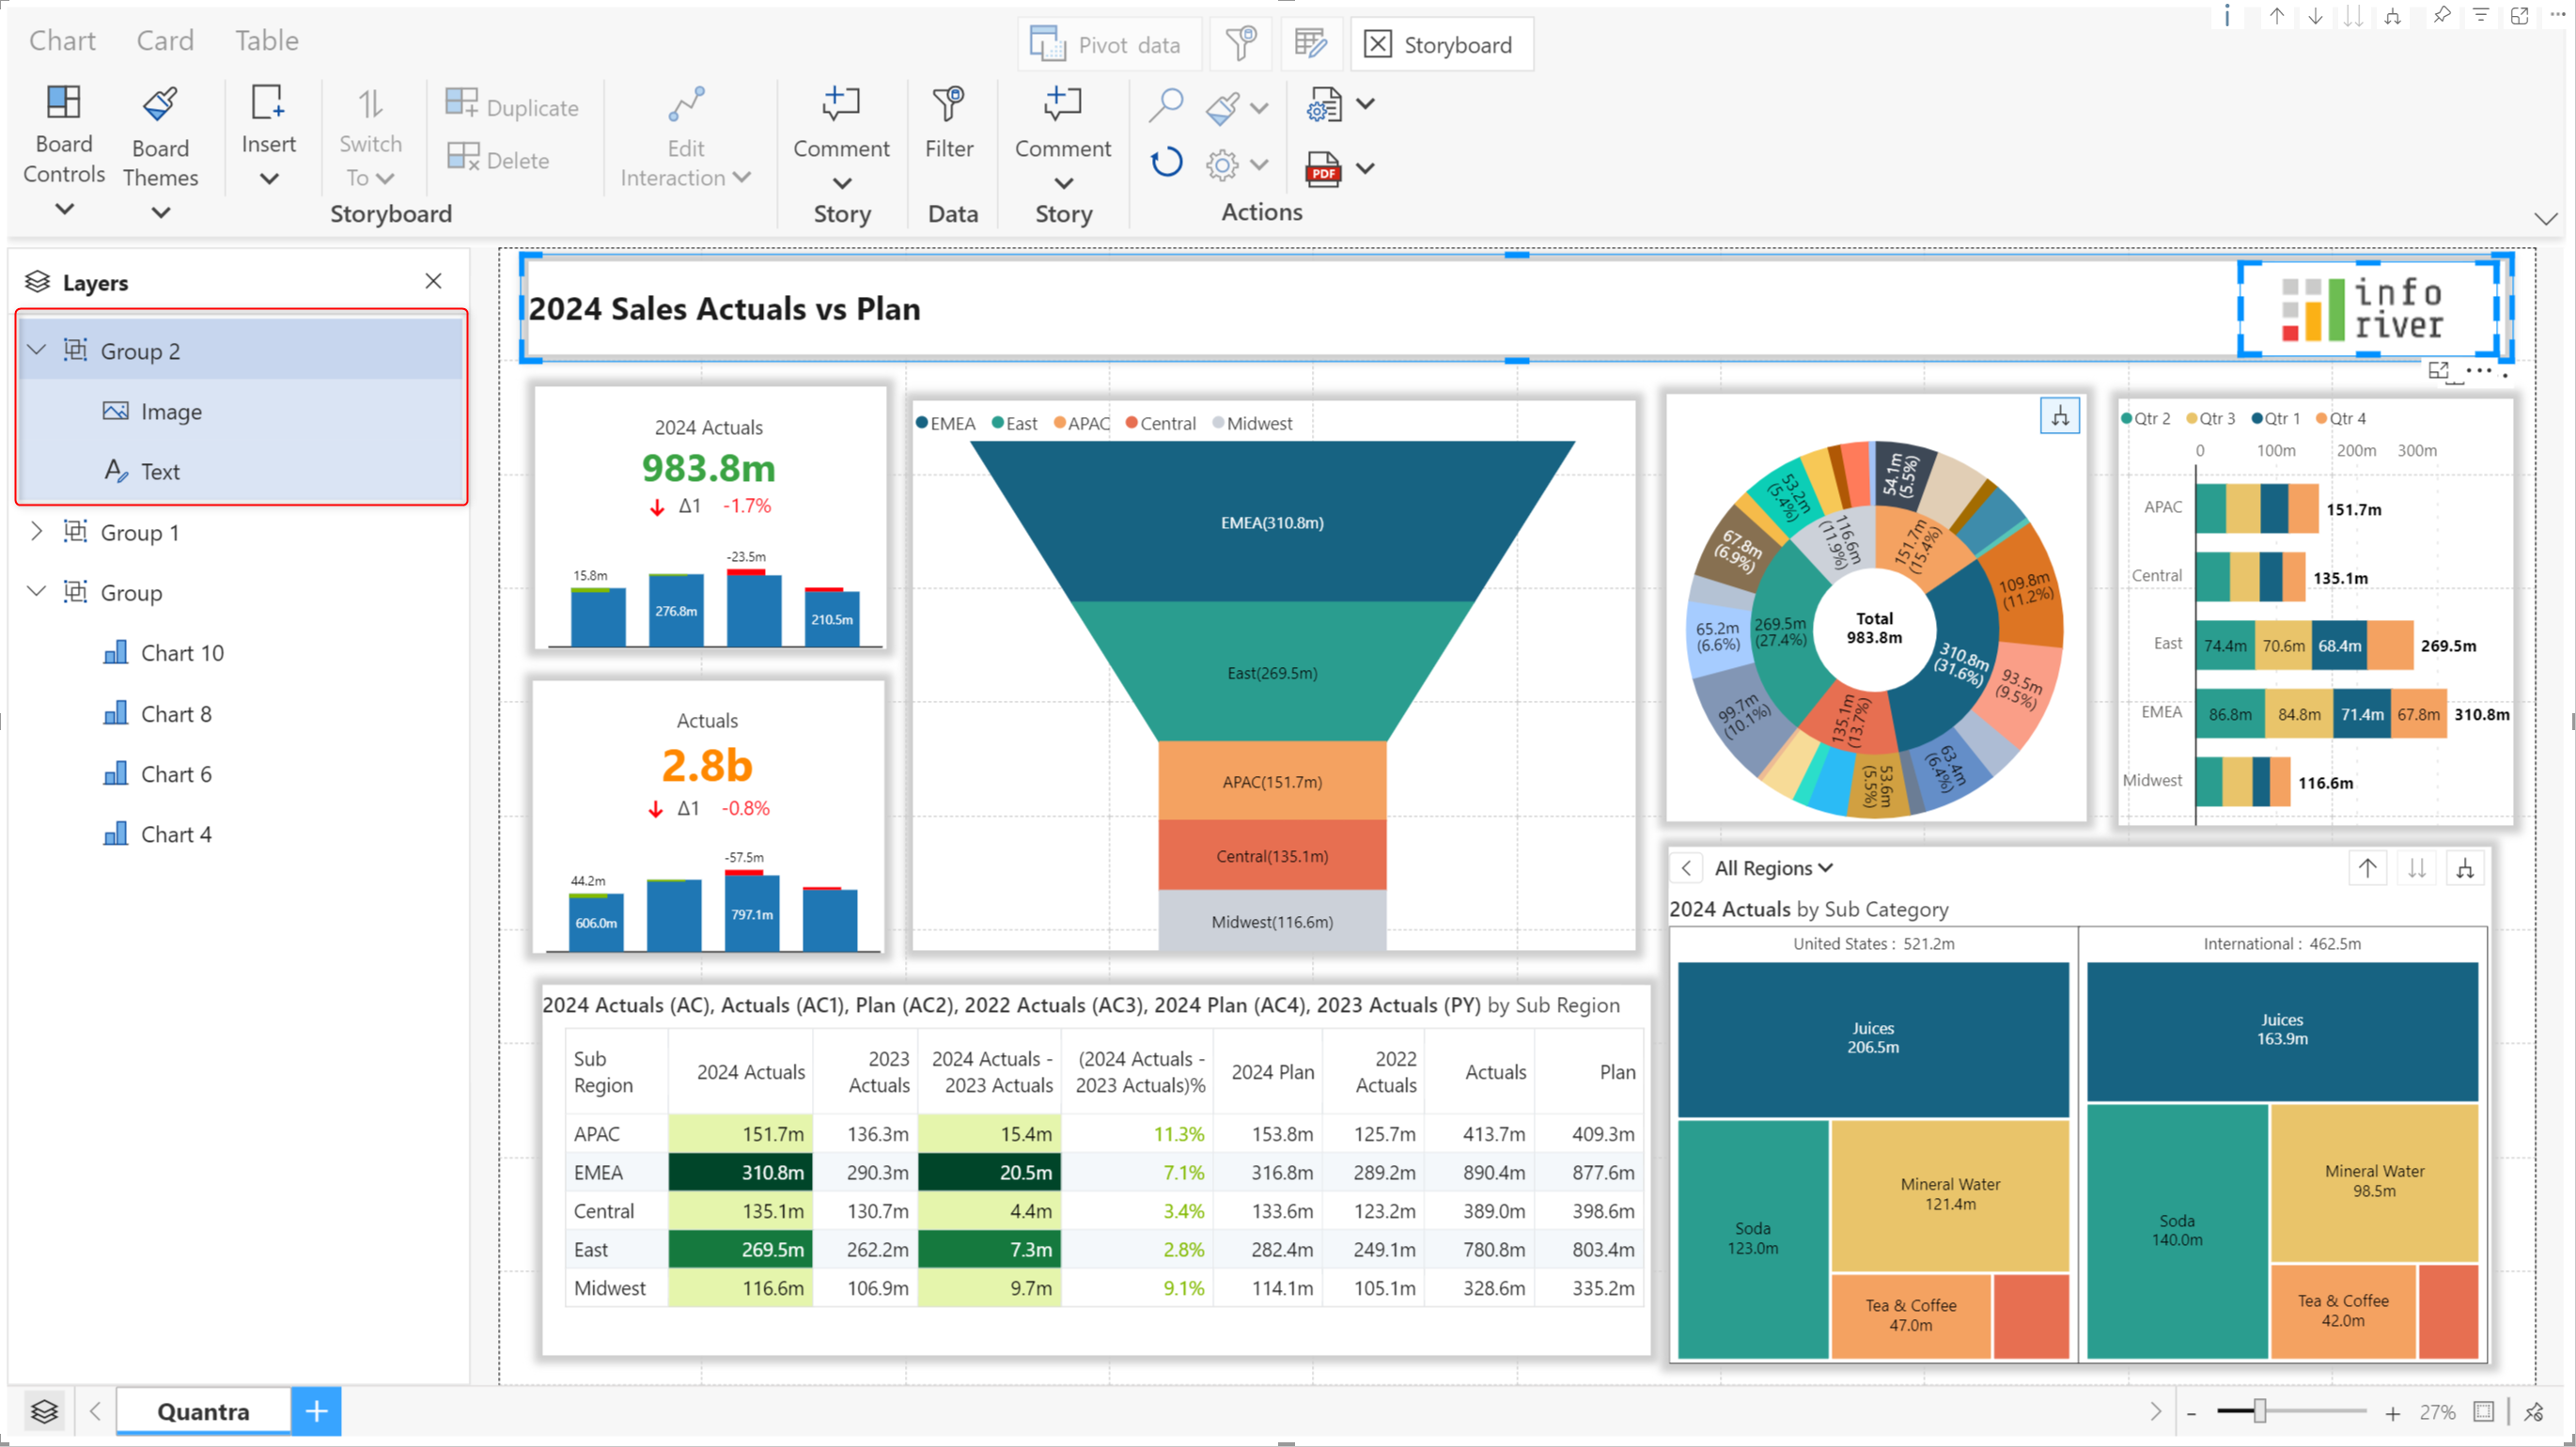 Chart Card Table
Pivot data
Storyboard
Board Controls
Board Themes
Insert
Switch To
Duplicate
Delete
Edit Interaction
Comment
Filter
Comment
PDF
Storyboard
Story
Data
Story
Actions
Layers
Group 2
Image
Text
Group 1
Group
Chart 10
Chart 8
Chart 6
Chart 4
2024 Sales Actuals vs Plan
info
river
2024 Actuals
983.8m
Δ1 -1.7%
-23.5m
15.8m
276.8m
210.5m
Actuals
2.8b
Δ1 -0.8%
-57.5m
44.2m
606.0m
797.1m
EMEA East APAC Central Midwest
EMEA(310.8m)
East(269.5m)
APAC(151.7m)
Central(135.1m)
Midwest(116.6m)
54.1m
(5.5%)
53.2m
(5.4%)
116.6m
(11.9%)
151.7m
(15.4%)
67.8m
(6.9%)
109.8m
(11.2%)
Total
983.8m
65.2m
(6.6%)
269.5m
(27.4%)
310.8m
(31.6%)
93.5m
(9.5%)
99.7m
(10.1%)
135.1m
(13.7%)
53.6m
(5.5%)
63.4m
(6.4%)
Qtr 2 Qtr 3 Qtr 1 Qtr 4
0 100m 200m 300m
APAC 151.7m
Central 135.1m
East 74.4m 70.6m 68.4m 269.5m
EMEA 86.8m 84.8m 71.4m 67.8m 310.8m
Midwest 116.6m
2024 Actuals (AC), Actuals (AC1), Plan (AC2), 2022 Actuals (AC3), 2024 Plan (AC4), 2023 Actuals (PY) by Sub Region
Sub Region 2024 Actuals 2023 Actuals 2024 Actuals - 2023 Actuals (2024 Actuals - 2023 Actuals)% 2024 Plan 2022 Actuals Actuals Plan
APAC 151.7m 136.3m 15.4m 11.3% 153.8m 125.7m 413.7m 409.3m
EMEA 310.8m 290.3m 20.5m 7.1% 316.8m 289.2m 890.4m 877.6m
Central 135.1m 130.7m 4.4m 3.4% 133.6m 123.2m 389.0m 398.6m
East 269.5m 262.2m 7.3m 2.8% 282.4m 249.1m 780.8m 803.4m
Midwest 116.6m 106.9m 9.7m 9.1% 114.1m 105.1m 328.6m 335.2m
All Regions
2024 Actuals by Sub Category
United States : 521.2m
Juices
206.5m
Soda
123.0m
Mineral Water
121.4m
Tea & Coffee
47.0m
International : 462.5m
Juices
163.9m
Soda
140.0m
Mineral Water
98.5m
Tea & Coffee
42.0m
Quantra
27%